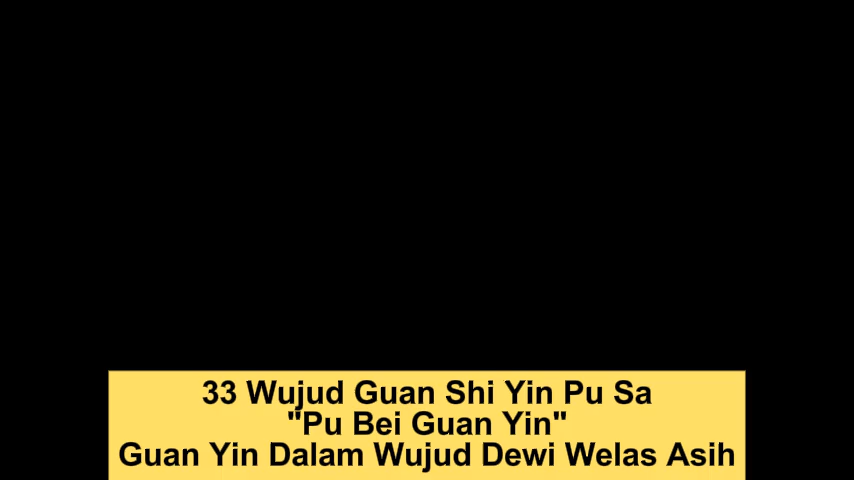 33 Wujud Guan Shi Yin Pu Sa
"Pu Bei Guan Yin"
Guan Yin Dalam Wujud Dewi Welas Asih